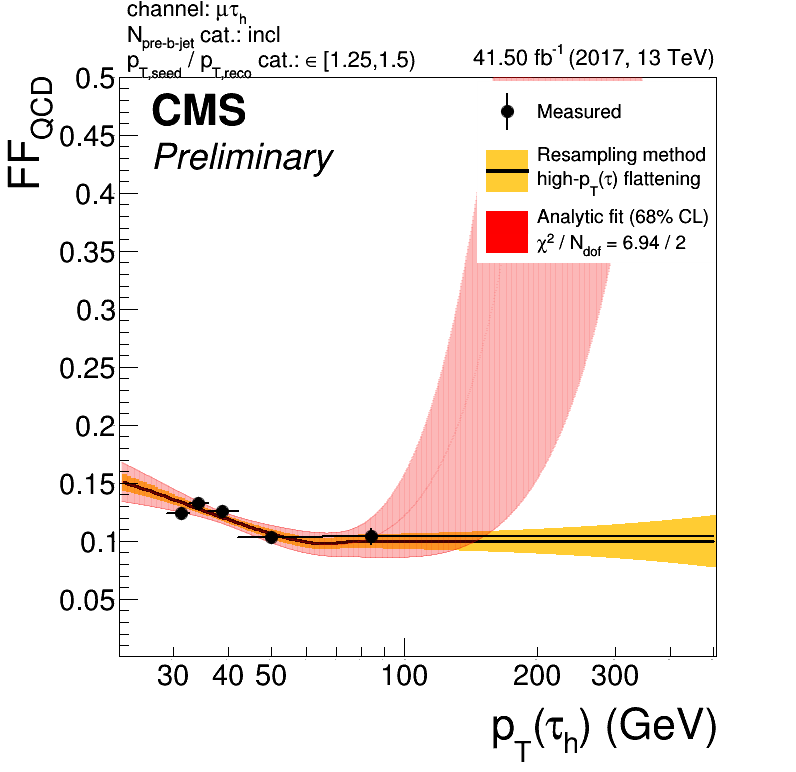 channel: μτh
Npre-b-jet cat.: incl
pT,seed / pT,reco cat.: ∈ [1.25,1.5)
41.50 fb-1 (2017, 13 TeV)
CMS
Preliminary
Measured
Resampling method
high-pT(τ) flattening
Analytic fit (68% CL)
χ2 / Ndof = 6.94 / 2
FFQCD
0.5
0.45
0.4
0.35
0.3
0.25
0.2
0.15
0.1
0.05
30 40 50 100 200 300
pT(τh) (GeV)